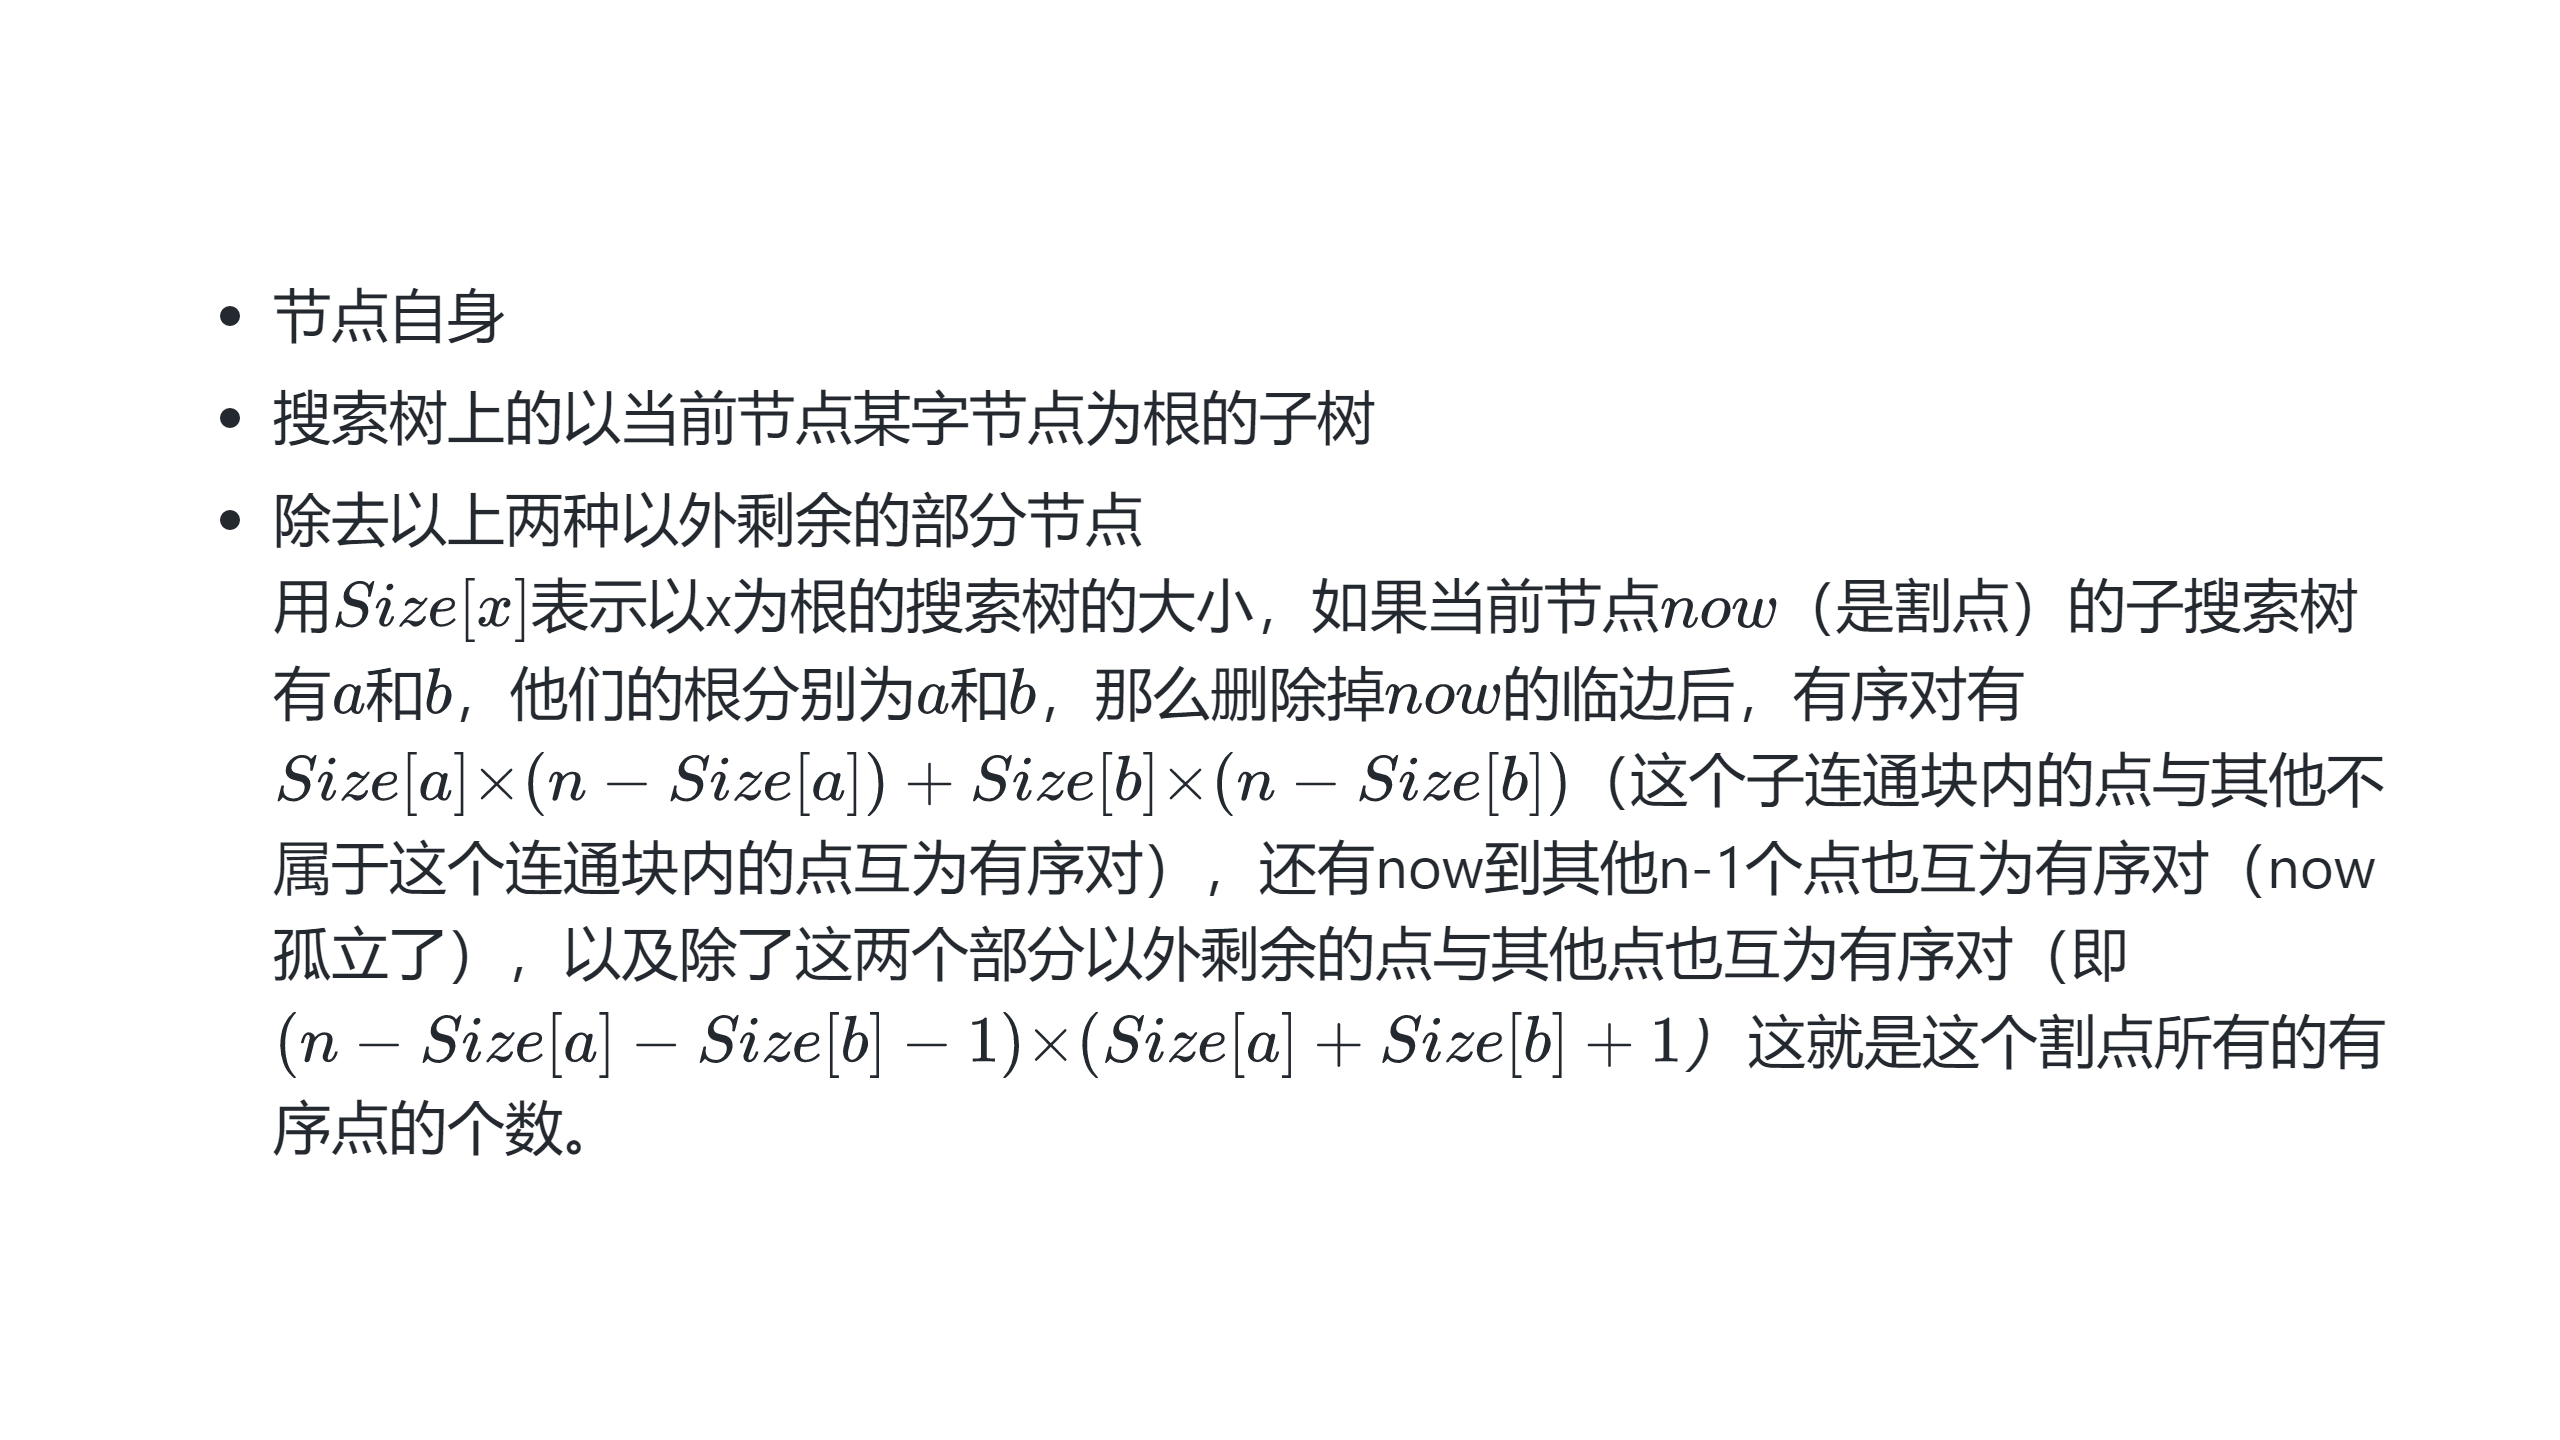 • 节点自身
• 搜索树上的以当前节点某字节点为根的子树
• 除去以上两种以外剩余的部分节点
用Size[x]表示以x为根的搜索树的大小，如果当前节点now（是割点）的子搜索树
有a和b，他们的根分别为a和b，那么删除掉now的临边后，有序对有
Size[a]×(n − Size[a]) + Size[b]×(n − Size[b])（这个子连通块内的点与其他不
属于这个连通块内的点互为有序对），还有now到其他n-1个点也互为有序对（now
孤立了），以及除了这两个部分以外剩余的点与其他点也互为有序对（即
(n − Size[a] − Size[b] − 1)×(Size[a] + Size[b] + 1）这就是这个割点所有的有
序点的个数。